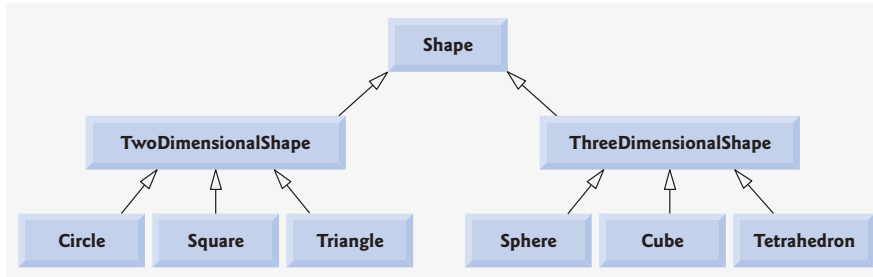 Shape
TwoDimensionalShape
ThreeDimensionalShape
Circle
Square
Triangle
Sphere
Cube
Tetrahedron